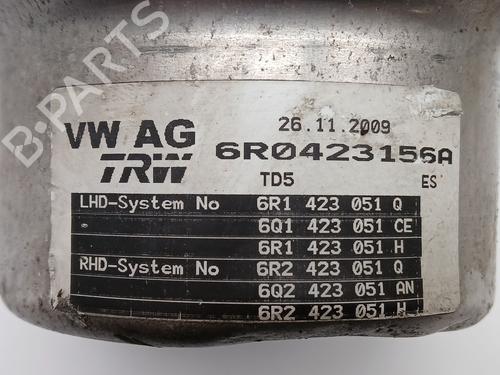 B-PARTS
26.11.2009
VW AG
6R0423156A
TRW
TD5 ES
LHD-System No 6R1 423 051 Q
6Q1 423 051 CE
6R1 423 051 H
RHD-System No 6R2 423 051 Q
6Q2 423 051 AN
6R2 423 051 H